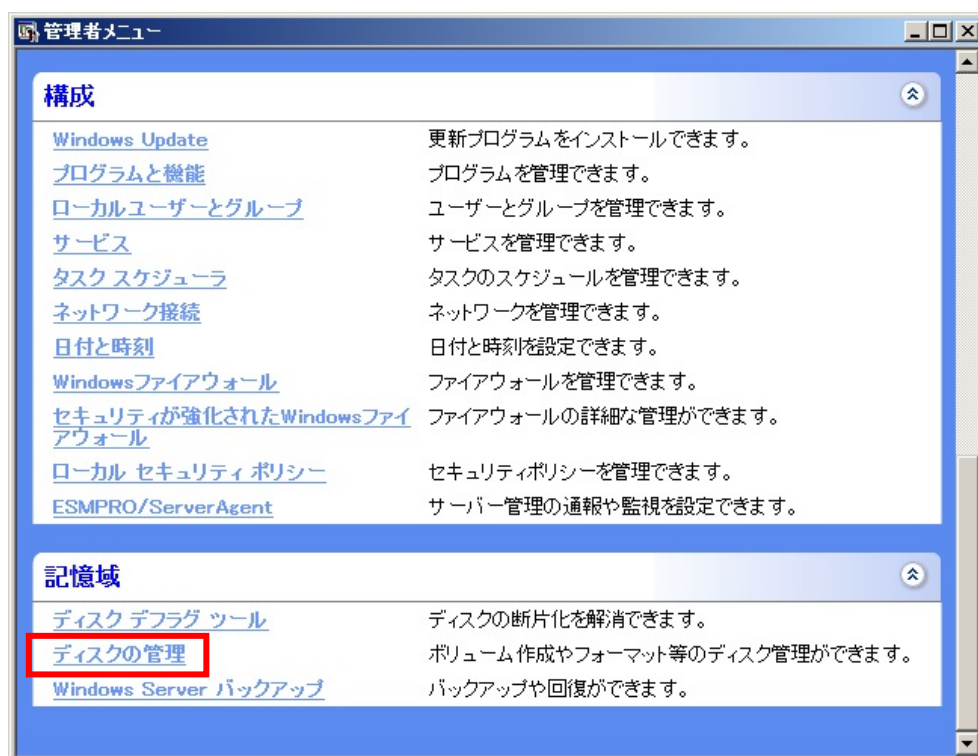 管理者メニュー
構成
Windows Update 更新プログラムをインストールできます。
プログラムと機能 プログラムを管理できます。
ローカルユーザーとグループ ユーザーとグループを管理できます。
サービス サービスを管理できます。
タスク スケジューラ タスクのスケジュールを管理できます。
ネットワーク接続 ネットワークを管理できます。
日付と時刻 日付と時刻を設定できます。
Windowsファイアウォール ファイアウォールを管理できます。
セキュリティが強化されたWindowsファイ ファイアウォールの詳細な管理ができます。
アウォール
ローカル セキュリティ ポリシー セキュリティポリシーを管理できます。
ESMPRO/ServerAgent サーバー管理の通報や監視を設定できます。
記憶域
ディスク デフラグ ツール ディスクの断片化を解消できます。
ディスクの管理 ボリューム作成やフォーマット等のディスク管理ができます。
Windows Server バックアップ バックアップや回復ができます。